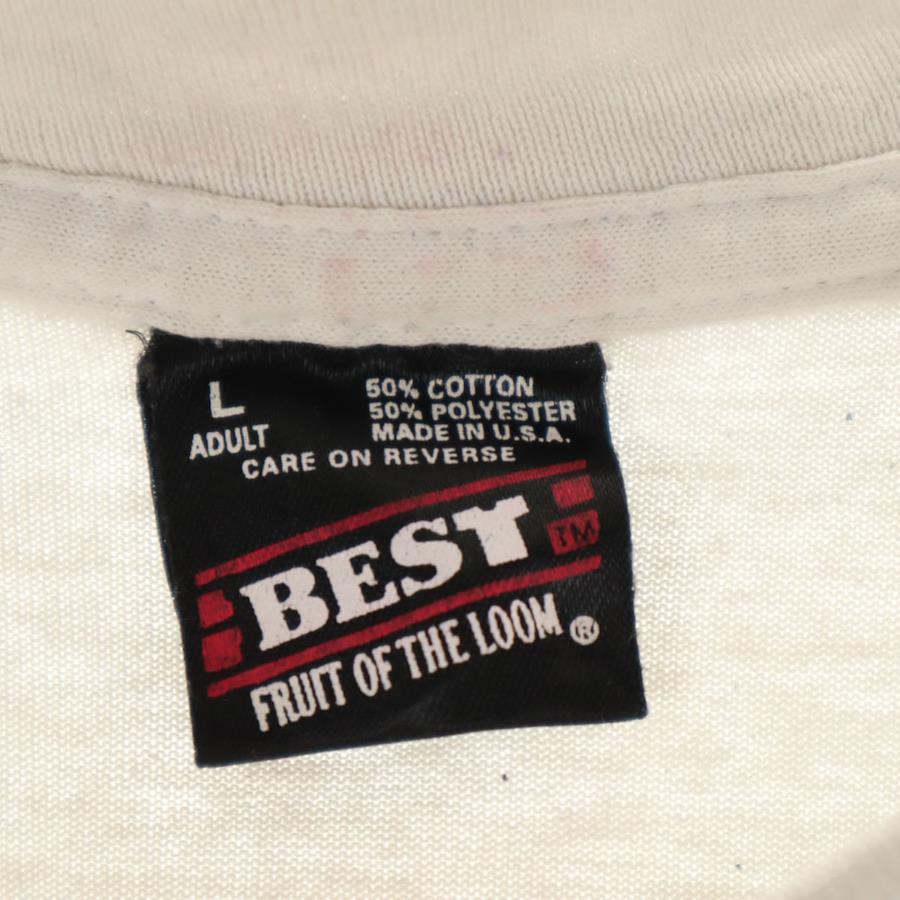 L
ADULT
50% COTTON
50% POLYESTER
MADE IN U.S.A.
CARE ON REVERSE
BEST TM
FRUIT OF THE LOOM ®